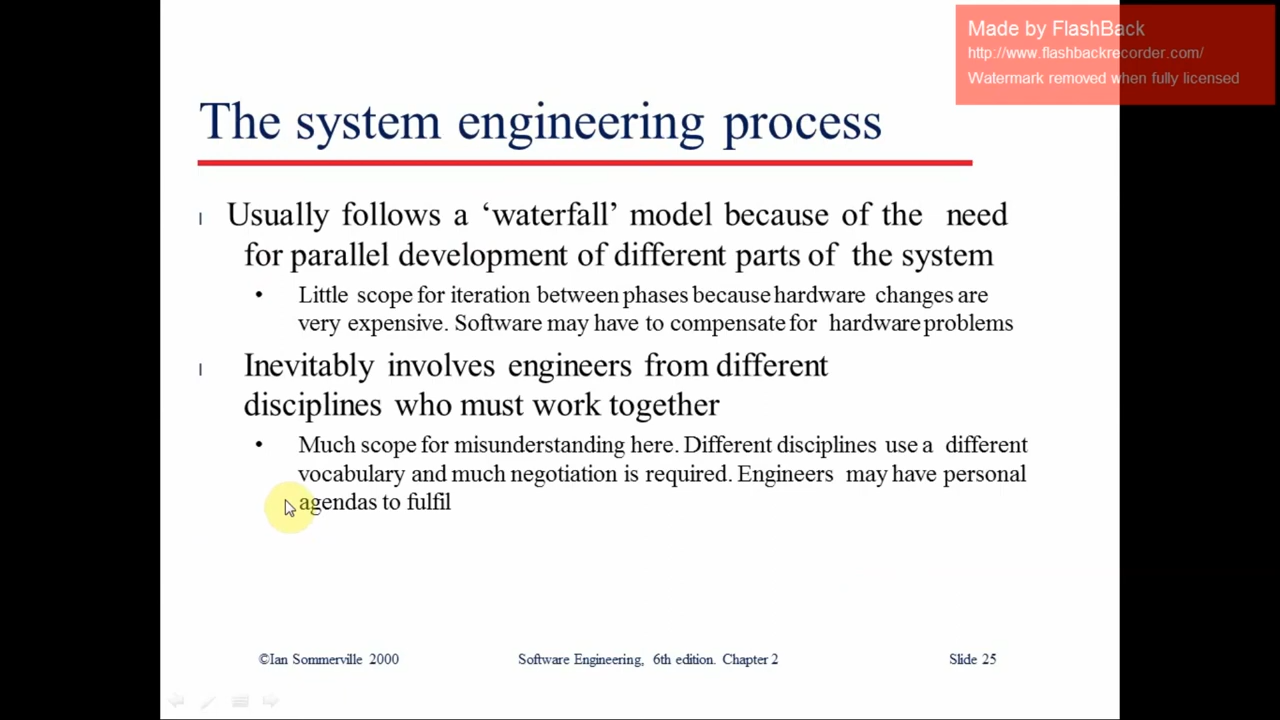 Made by FlashBack
http://www.flashbackrecorder.com/
Watermark removed when fully licensed
The system engineering process
Usually follows a ‘waterfall’ model because of the need
for parallel development of different parts of the system
• Little scope for iteration between phases because hardware changes are
very expensive. Software may have to compensate for hardware problems
Inevitably involves engineers from different
disciplines who must work together
• Much scope for misunderstanding here. Different disciplines use a different
vocabulary and much negotiation is required. Engineers may have personal
agendas to fulfil
©Ian Sommerville 2000 Software Engineering, 6th edition. Chapter 2 Slide 25